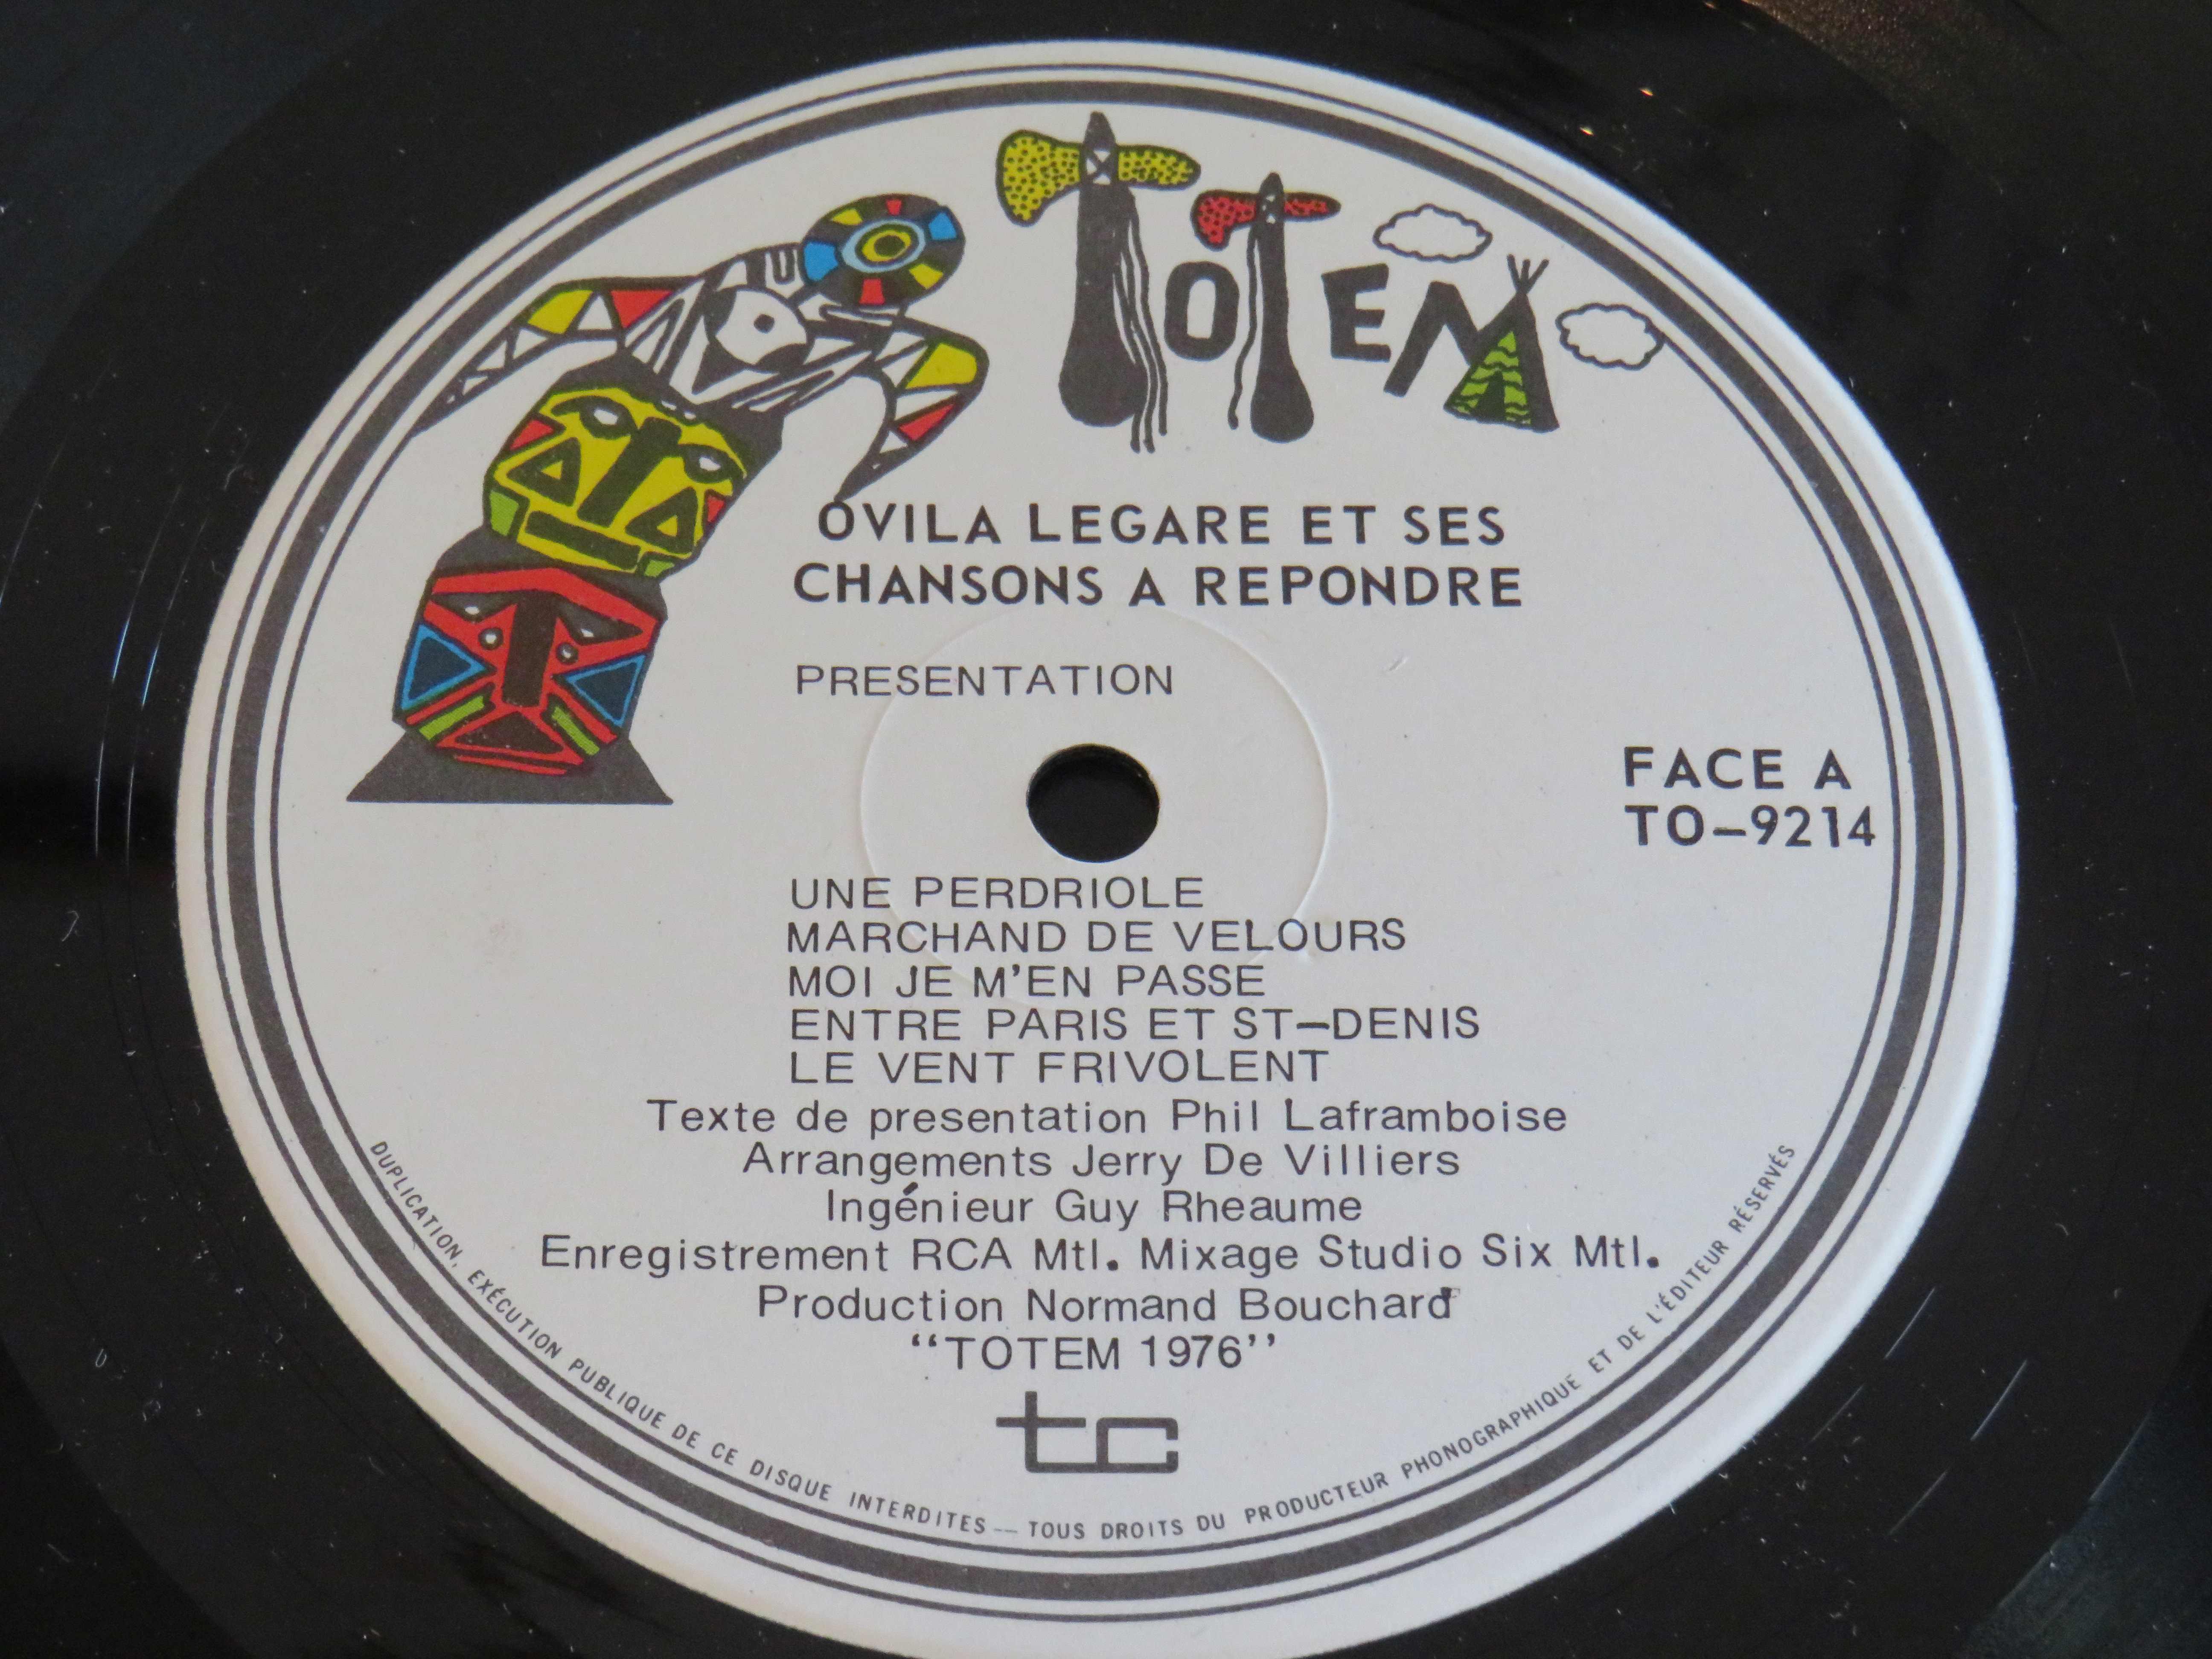 TOTEM
OVILA LEGARE ET SES
CHANSONS A REPONDRE
PRESENTATION
FACE A
TO-9214
UNE PERDRIOLE
MARCHAND DE VELOURS
MOI JE M'EN PASSE
ENTRE PARIS ET ST-DENIS
LE VENT FRIVOLENT
Texte de presentation Phil Laframboise
Arrangements Jerry De Villiers
Ingénieur Guy Rheaume
Enregistrement RCA Mtl. Mixage Studio Six Mtl.
Production Normand Bouchard
“TOTEM 1976”
tc
DUPLICATION, EXÉCUTION PUBLIQUE DE CE DISQUE INTERDITES — TOUS DROITS DU PRODUCTEUR PHONOGRAPHIQUE ET DE L'ÉDITEUR RÉSERVÉS